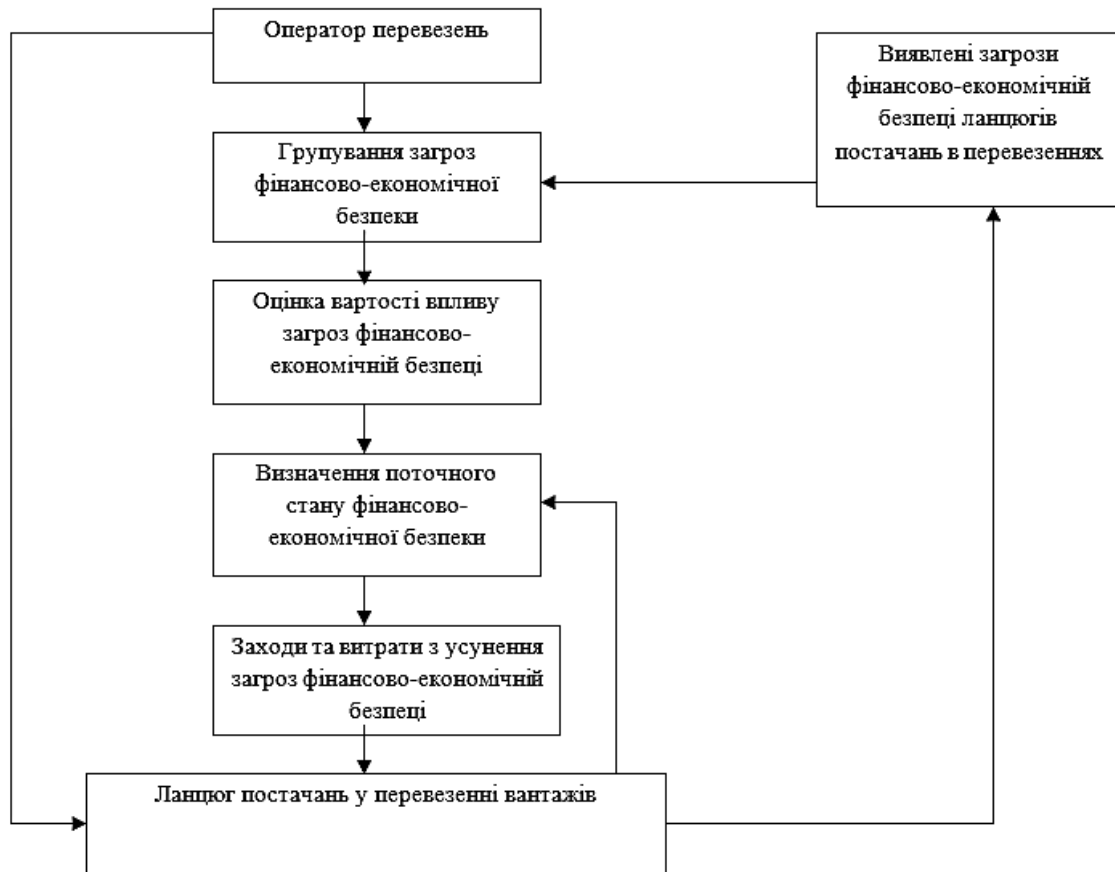 Оператор перевезень
Виявлені загрози
фінансово-економічній
безпеці ланцюгів
постачань в перевезеннях
Групування загроз
фінансово-економічної
безпеки
Оцінка вартості впливу
загроз фінансово-
економічній безпеці
Визначення поточного
стану фінансово-
економічної безпеки
Заходи та витрати з усунення
загроз фінансово-економічній
безпеці
Ланцюг постачань у перевезенні вантажів